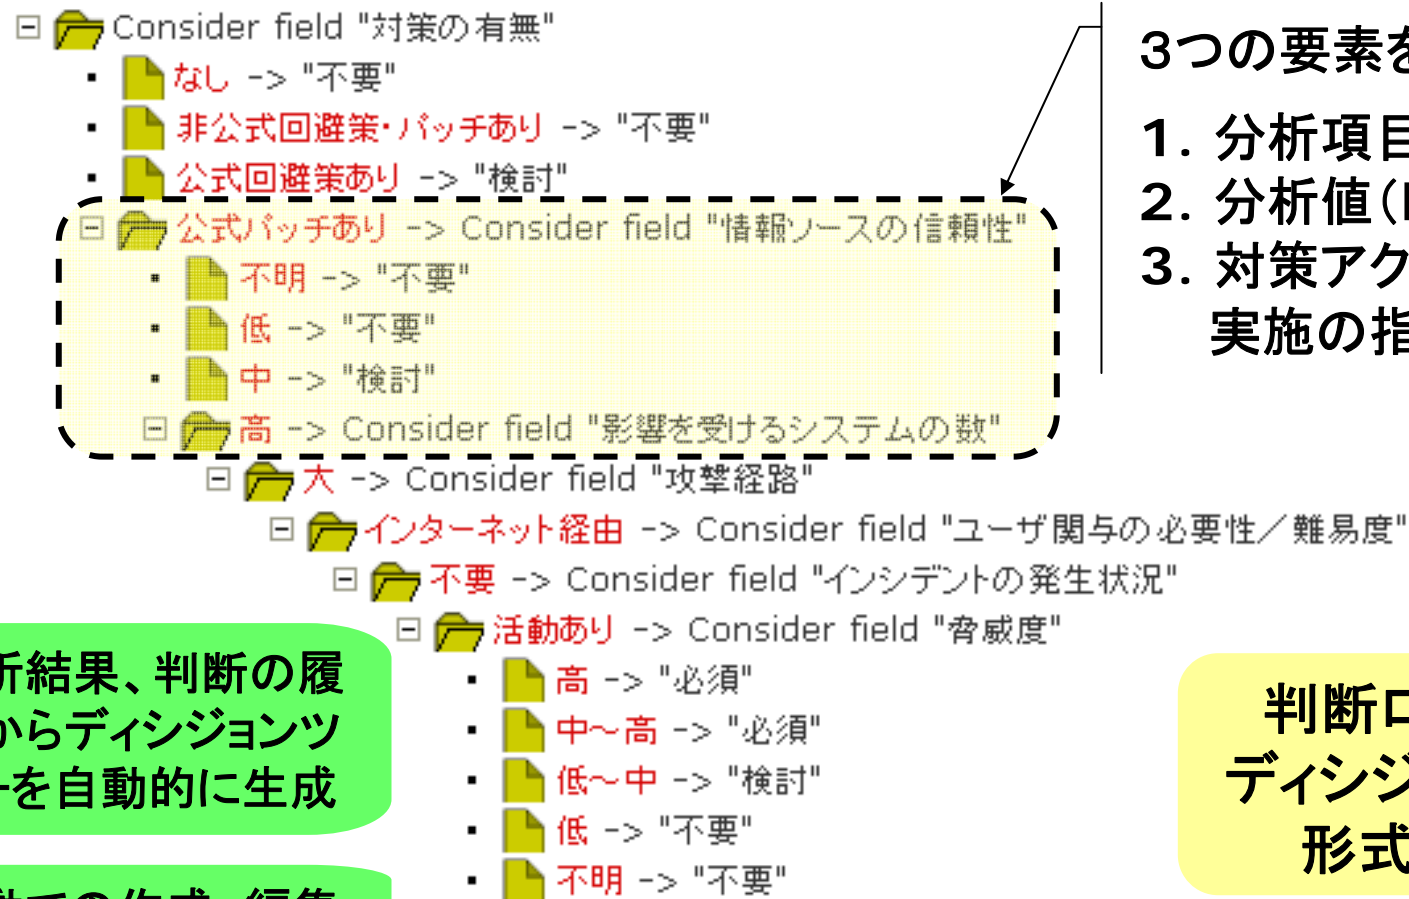 Consider field "対策の有無"
なし -> "不要"
非公式回避策・パッチあり -> "不要"
公式回避策あり -> "検討"
公式パッチあり -> Consider field "情報ソースの信頼性"
不明 -> "不要"
低 -> "不要"
中 -> "検討"
高 -> Consider field "影響を受けるシステムの数"
大 -> Consider field "攻撃経路"
インターネット経由 -> Consider field "ユーザ関与の必要性／難易度"
不要 -> Consider field "インシデントの発生状況"
活動あり -> Consider field "脅威度"
高 -> "必須"
中～高 -> "必須"
低～中 -> "検討"
低 -> "不要"
不明 -> "不要"
３つの要素を
１．分析項目
２．分析値（
３．対策アク
実施の指
析結果、判断の履
からディシジョンツ
ーを自動的に生成
での作成、編集
判断ロ
ディシジ
形式